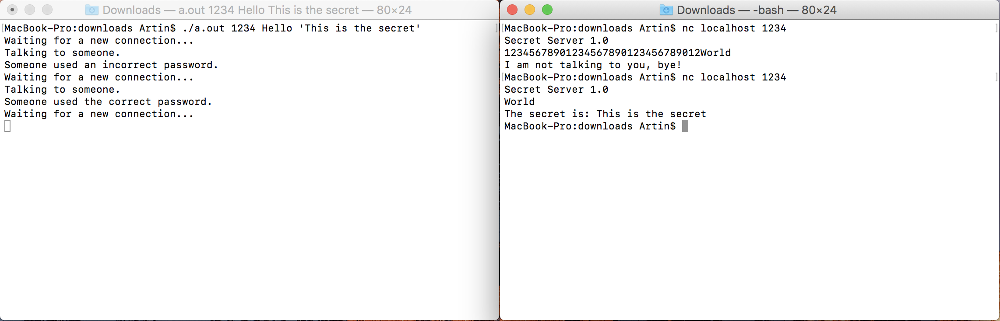 Downloads — a.out 1234 Hello This is the secret — 80×24
[MacBook-Pro:downloads Artin$ ./a.out 1234 Hello 'This is the secret' ]
Waiting for a new connection...
Talking to someone.
Someone used an incorrect password.
Waiting for a new connection...
Talking to someone.
Someone used the correct password.
Waiting for a new connection...
Downloads — -bash — 80×24
[MacBook-Pro:downloads Artin$ nc localhost 1234 ]
Secret Server 1.0
12345678901234567890123456789012World
I am not talking to you, bye!
[MacBook-Pro:downloads Artin$ nc localhost 1234 ]
Secret Server 1.0
World
The secret is: This is the secret
MacBook-Pro:downloads Artin$